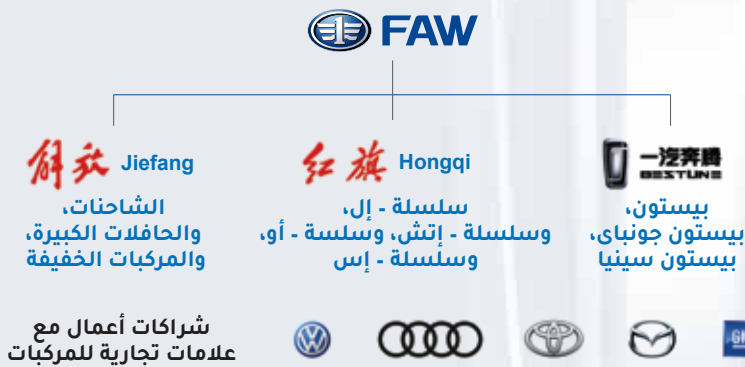 FAW
解放 Jiefang
红旗 Hongqi
一汽奔腾
BESTUNE
الشاحنات،
والحافلات الكبيرة،
والمركبات الخفيفة
سلسلة - إل،
وسلسلة - إتش، وسلسة - أو،
وسلسلة - إس
بيستون،
بيستون جونباى،
بيستون سينيا
شراكات أعمال مع
علامات تجارية للمركبات